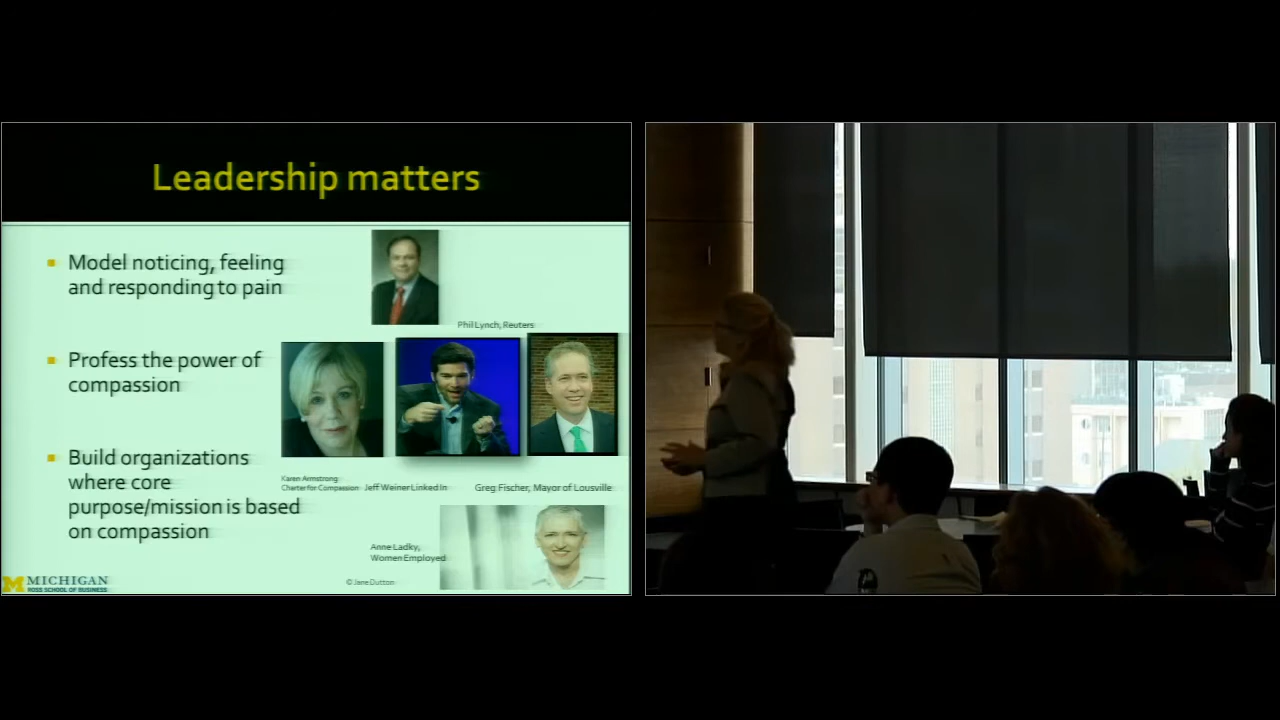 Leadership matters
Model noticing, feeling
and responding to pain
Phil Lynch, Reuters
Profess the power of
compassion
Build organizations
where core
purpose/mission is based
on compassion
Karen Armstrong
Charter for Compassion
Jeff Weiner Linked In
Greg Fischer, Mayor of Lousville
Anne Ladky,
Women Employed
© Jane Dutton
M MICHIGAN
ROSS SCHOOL OF BUSINESS